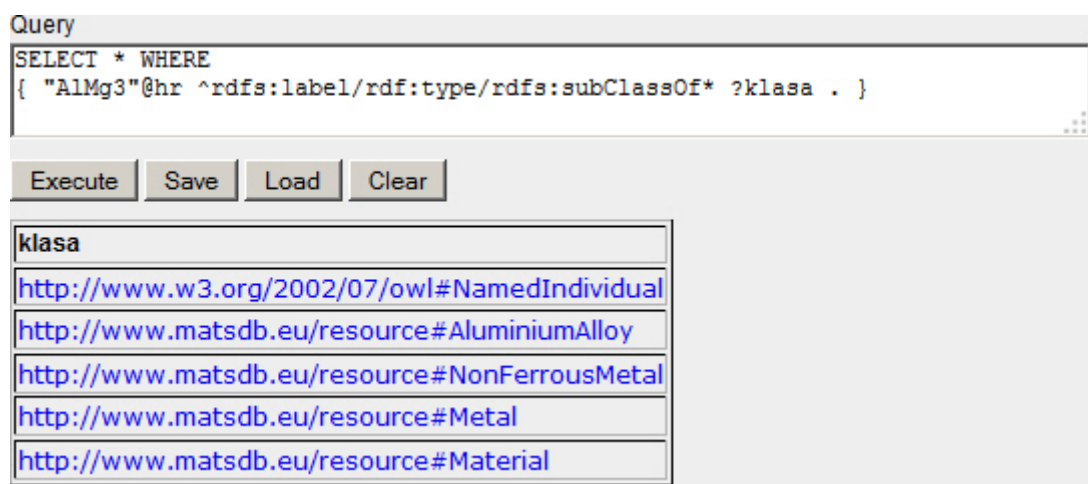 Query
SELECT * WHERE
{ "AlMg3"@hr ^rdfs:label/rdf:type/rdfs:subClassOf* ?klasa . }
Execute Save Load Clear
klasa
http://www.w3.org/2002/07/owl#NamedIndividual
http://www.matsdb.eu/resource#AluminiumAlloy
http://www.matsdb.eu/resource#NonFerrousMetal
http://www.matsdb.eu/resource#Metal
http://www.matsdb.eu/resource#Material